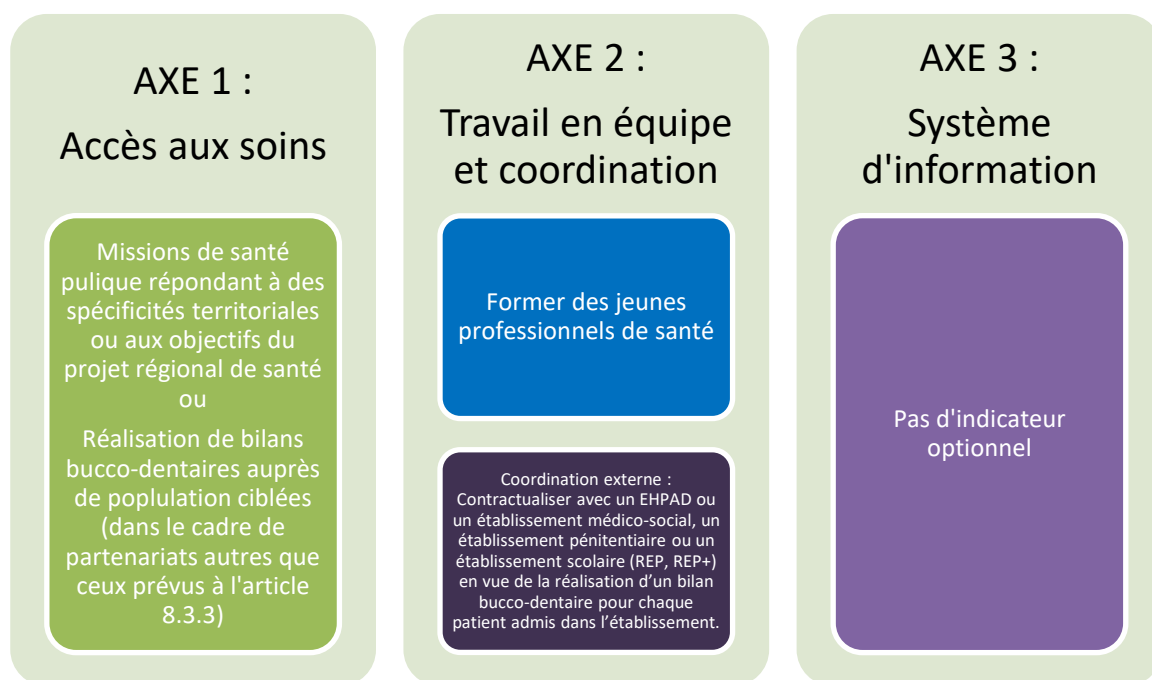 AXE 1 :
Accès aux soins
Missions de santé
pulique répondant à des
spécificités territoriales
ou aux objectifs du
projet régional de santé
ou
Réalisation de bilans
bucco-dentaires auprès
de poplulation ciblées
(dans le cadre de
partenariats autres que
ceux prévus à l'article
8.3.3)
AXE 2 :
Travail en équipe
et coordination
Former des jeunes
professionnels de santé
Coordination externe :
Contractualiser avec un EHPAD ou
un établissement médico-social, un
établissement pénitentiaire ou un
établissement scolaire (REP, REP+)
en vue de la réalisation d’un bilan
bucco-dentaire pour chaque
patient admis dans l’établissement.
AXE 3 :
Système
d'information
Pas d'indicateur
optionnel